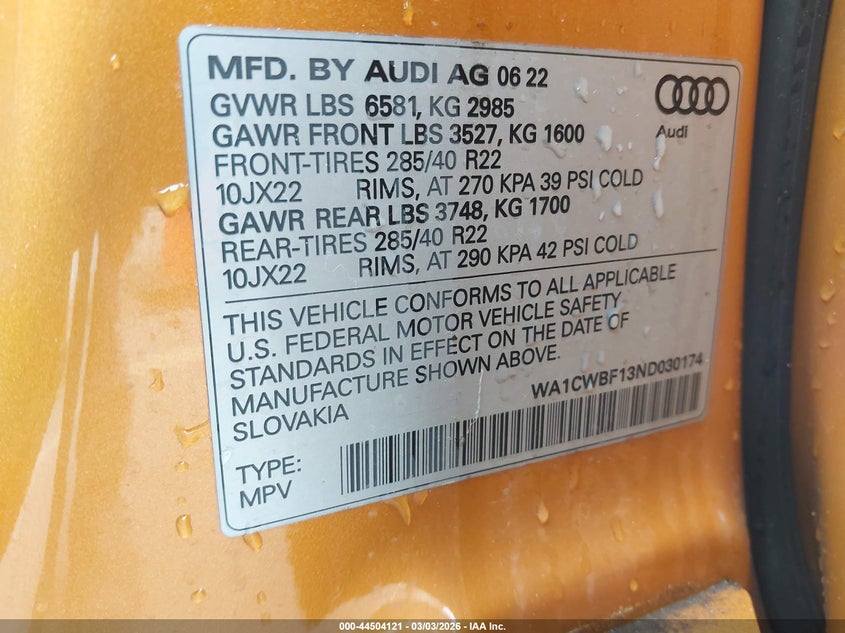 MFD. BY AUDI AG 06 22
GVWR LBS 6581, KG 2985
GAWR FRONT LBS 3527, KG 1600
FRONT-TIRES 285/40 R22
10JX22 RIMS, AT 270 KPA 39 PSI COLD
GAWR REAR LBS 3748, KG 1700
REAR-TIRES 285/40 R22
10JX22 RIMS, AT 290 KPA 42 PSI COLD
Audi
THIS VEHICLE CONFORMS TO ALL APPLICABLE
U.S. FEDERAL MOTOR VEHICLE SAFETY
STANDARDS IN EFFECT ON THE DATE OF
MANUFACTURE SHOWN ABOVE.
SLOVAKIA
WA1CWBF13ND030174
TYPE:
MPV
000-44504121 - 03/03/2026 - IAA Inc.